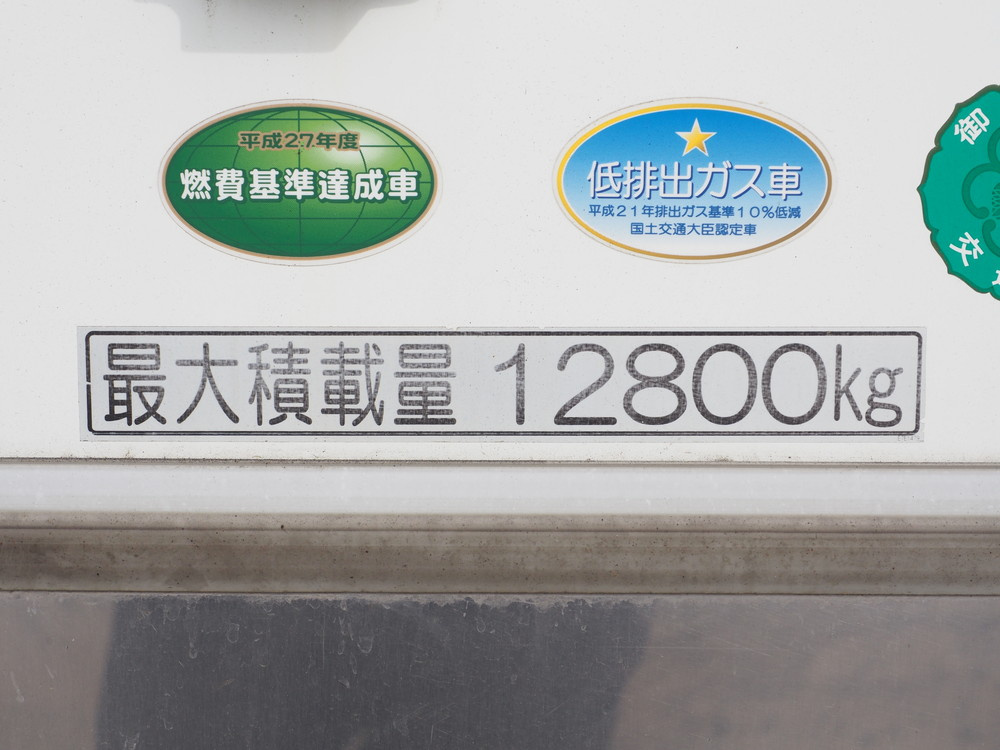 平成27年度
燃費基準達成車
低排出ガス車
平成21年排出ガス基準10%低減
国土交通大臣認定車
御
交
最大積載量 12800kg